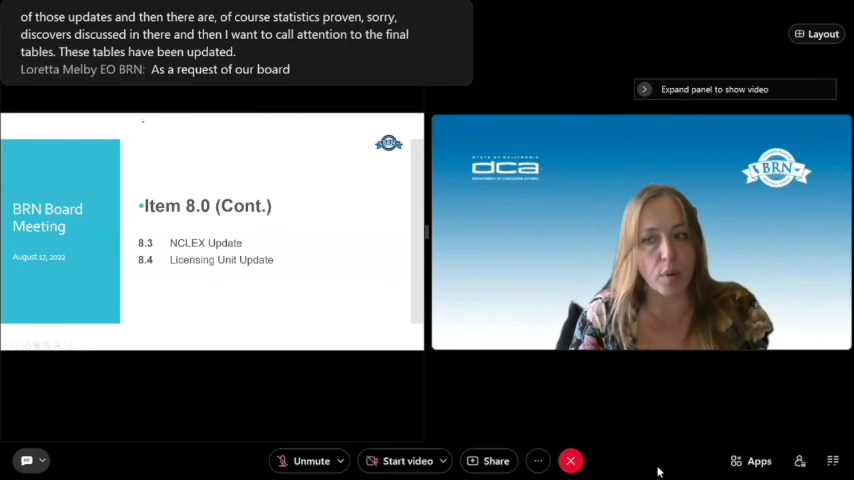 of those updates and then there are, of course statistics proven, sorry,
discovers discussed in there and then I want to call attention to the final
tables. These tables have been updated.
Loretta Melby EO BRN: As a request of our board
Layout
Expand panel to show video
BRN
BRN Board
Meeting
August 17, 2022
•Item 8.0 (Cont.)
8.3 NCLEX Update
8.4 Licensing Unit Update
STATE OF CALIFORNIA
dca
DEPARTMENT OF CONSUMER AFFAIRS
BRN
Unmute
Start video
Share
Apps